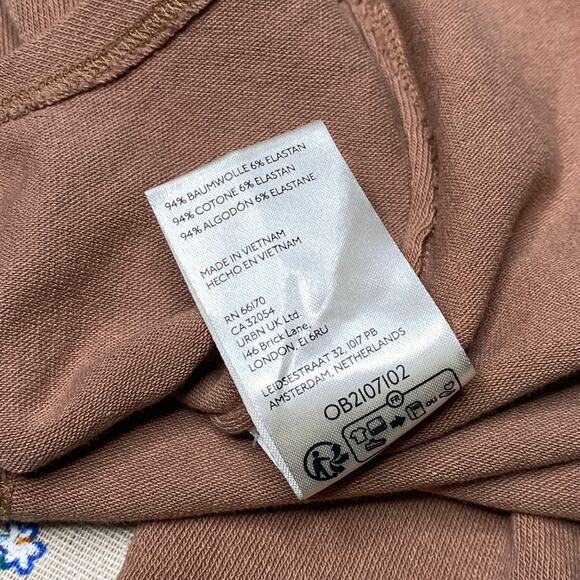 94% BAUMWOLLE 6% ELASTAN
94% COTONE 6% ELASTAN
94% ALGODÓN 6% ELASTANE
MADE IN VIETNAM
HECHO EN VIETNAM
RN 66170
CA 32054
URBN UK Ltd
146 Brick Lane,
LONDON. E1 6RU
LEIDSESTRAAT 32, 1017 PB
AMSTERDAM, NETHERLANDS
OB2107102
FR
OU